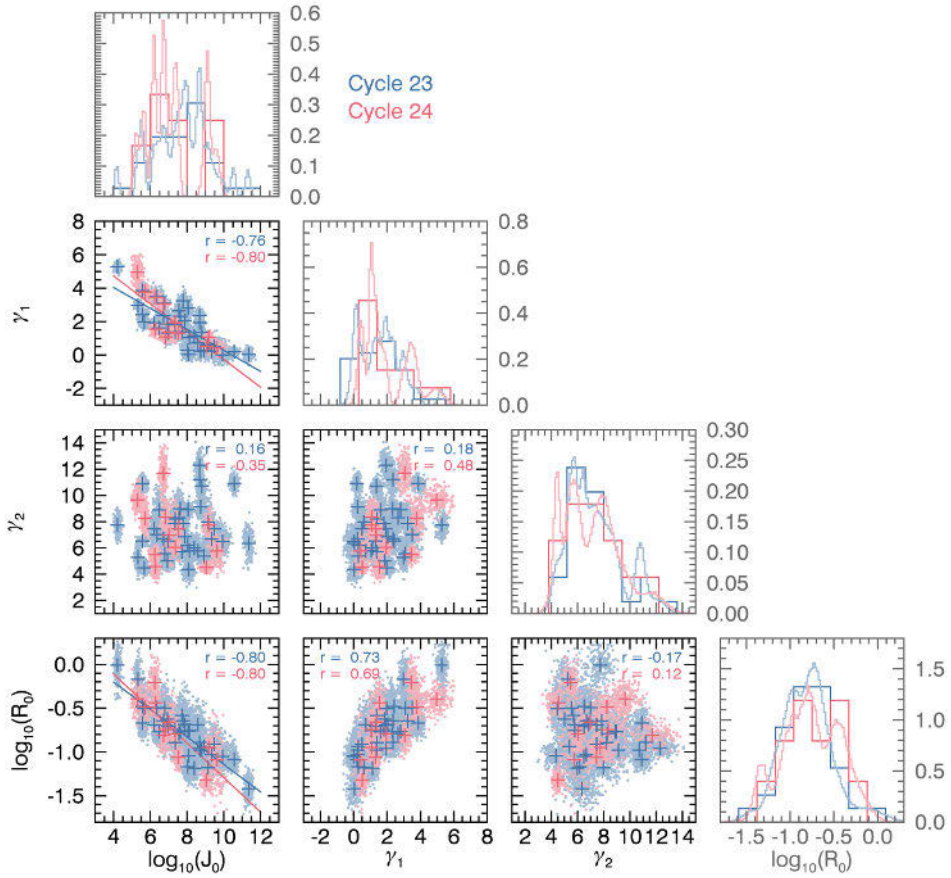 0.6
0.5
0.4
0.3
0.2
0.1
0.0
Cycle 23
Cycle 24
8
6
4
2
0
-2
γ1
r = -0.76
r = -0.80
0.8
0.6
0.4
0.2
0.0
14
12
10
8
6
4
2
γ2
r = 0.16
r = -0.35
r = 0.18
r = 0.48
0.30
0.25
0.20
0.15
0.10
0.05
0.00
0.0
-0.5
-1.0
-1.5
log10(R0)
r = -0.80
r = -0.80
r = 0.73
r = 0.69
r = -0.17
r = 0.12
1.5
1.0
0.5
0.0
4 6 8 10 12
log10(J0)
-2 0 2 4 6 8
γ1
2 4 6 8 10 12 14
γ2
-1.5 -1.0 -0.5 0.0
log10(R0)